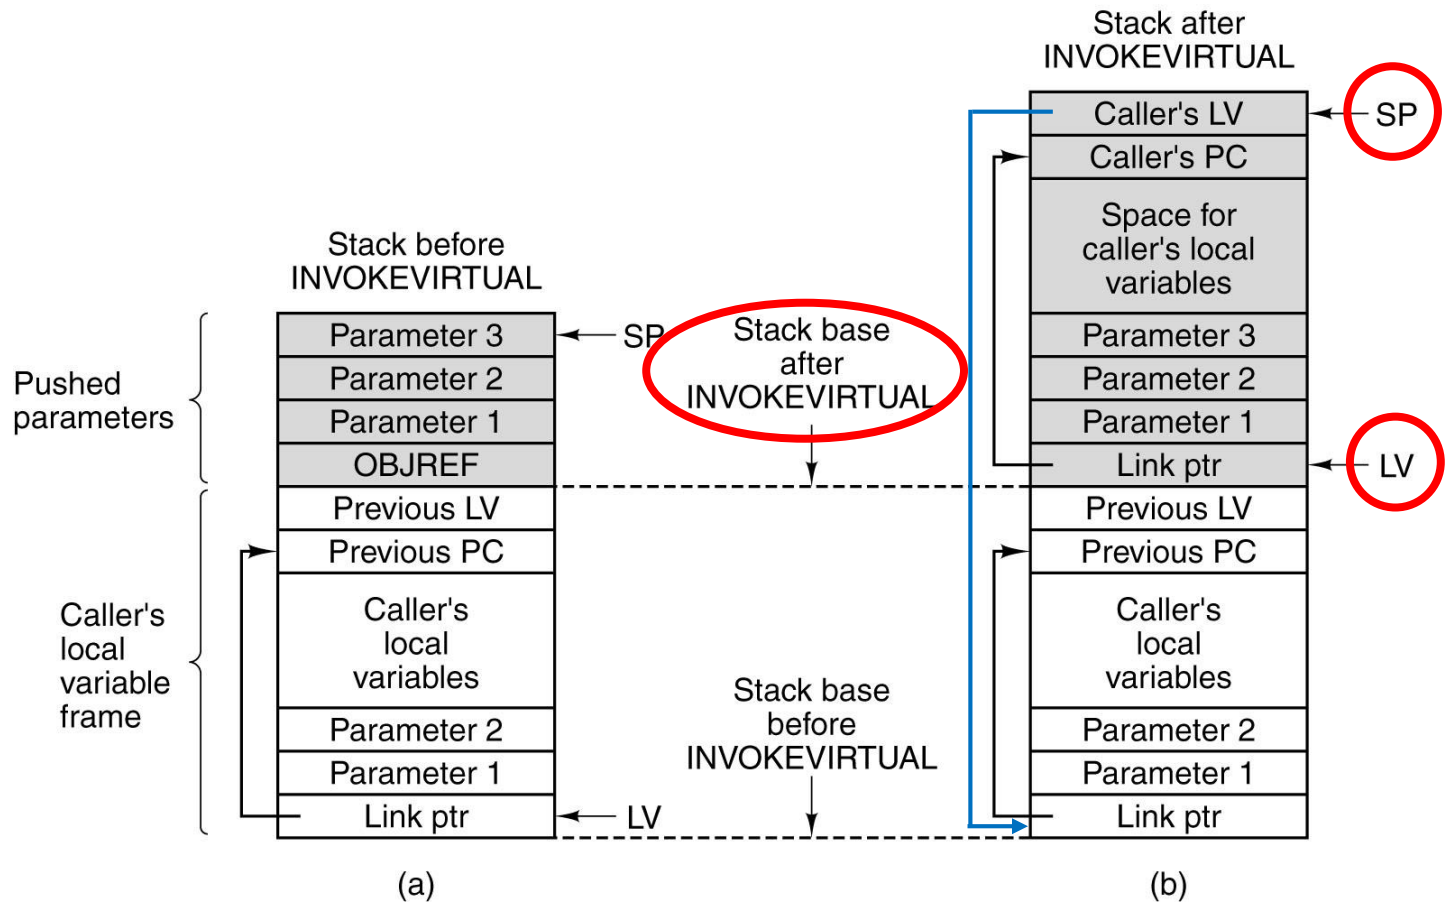 Stack after
INVOKEVIRTUAL
Caller's LV
SP
Caller's PC
Space for
caller's local
variables
Stack before
INVOKEVIRTUAL
Parameter 3
SP
Stack base
after
INVOKEVIRTUAL
Parameter 3
Pushed
parameters
Parameter 2
Parameter 2
Parameter 1
Parameter 1
OBJREF
Link ptr
LV
Previous LV
Previous LV
Previous PC
Previous PC
Caller's
local
variable
frame
Caller's
local
variables
Caller's
local
variables
Stack base
before
INVOKEVIRTUAL
Parameter 2
Parameter 2
Parameter 1
Parameter 1
Link ptr
LV
Link ptr
(a)
(b)